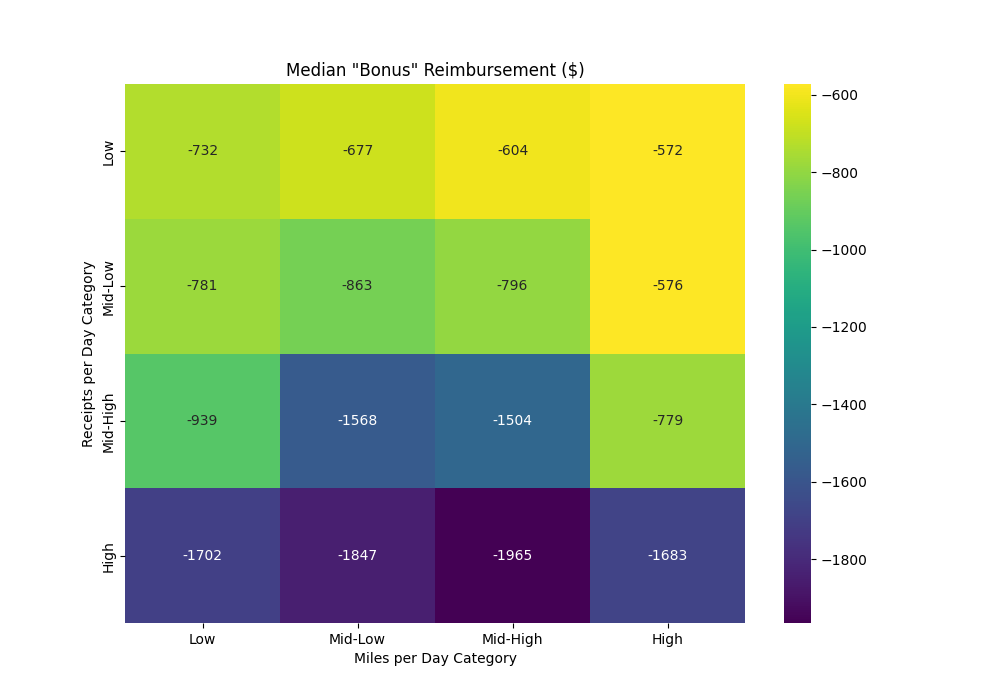 Median "Bonus" Reimbursement ($)
Receipts per Day Category
Low
-732 -677 -604 -572
Mid-Low
-781 -863 -796 -576
Mid-High
-939 -1568 -1504 -779
High
-1702 -1847 -1965 -1683
Low Mid-Low Mid-High High
Miles per Day Category
−600
−800
−1000
−1200
−1400
−1600
−1800